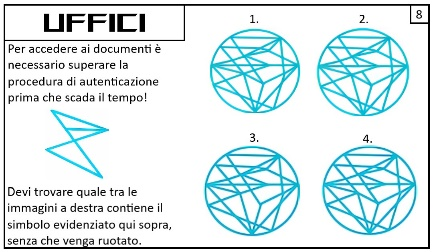 UFFICI
8
Per accedere ai documenti è
necessario superare la
procedura di autenticazione
prima che scada il tempo!
Devi trovare quale tra le
immagini a destra contiene il
simbolo evidenziato qui sopra,
senza che venga ruotato.
1.
2.
3.
4.